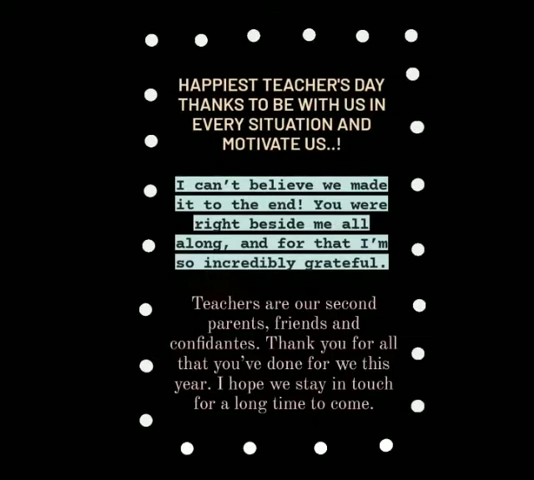 HAPPIEST TEACHER'S DAY
THANKS TO BE WITH US IN
EVERY SITUATION AND
MOTIVATE US..!
I can't believe we made
it to the end! You were
right beside me all
along, and for that I'm
so incredibly grateful.
Teachers are our second
parents, friends and
confidantes. Thank you for all
that you've done for we this
year. I hope we stay in touch
for a long time to come.